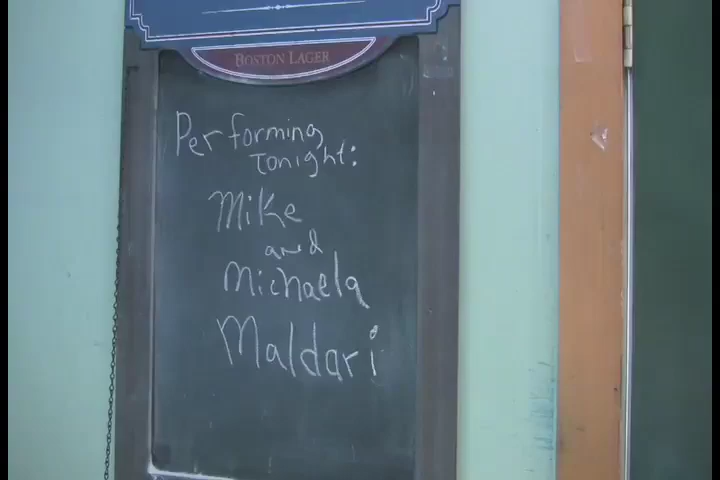 BOSTON LAGER
Performing
Tonight:
Mike
and
Michaela
Maldari